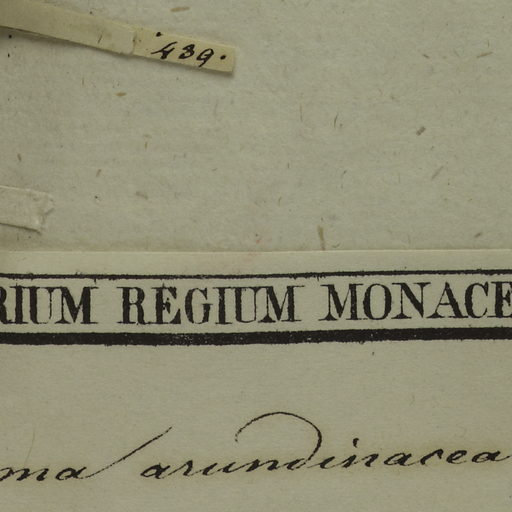 439.
RIUM REGIUM MONACE
ma arundinacea